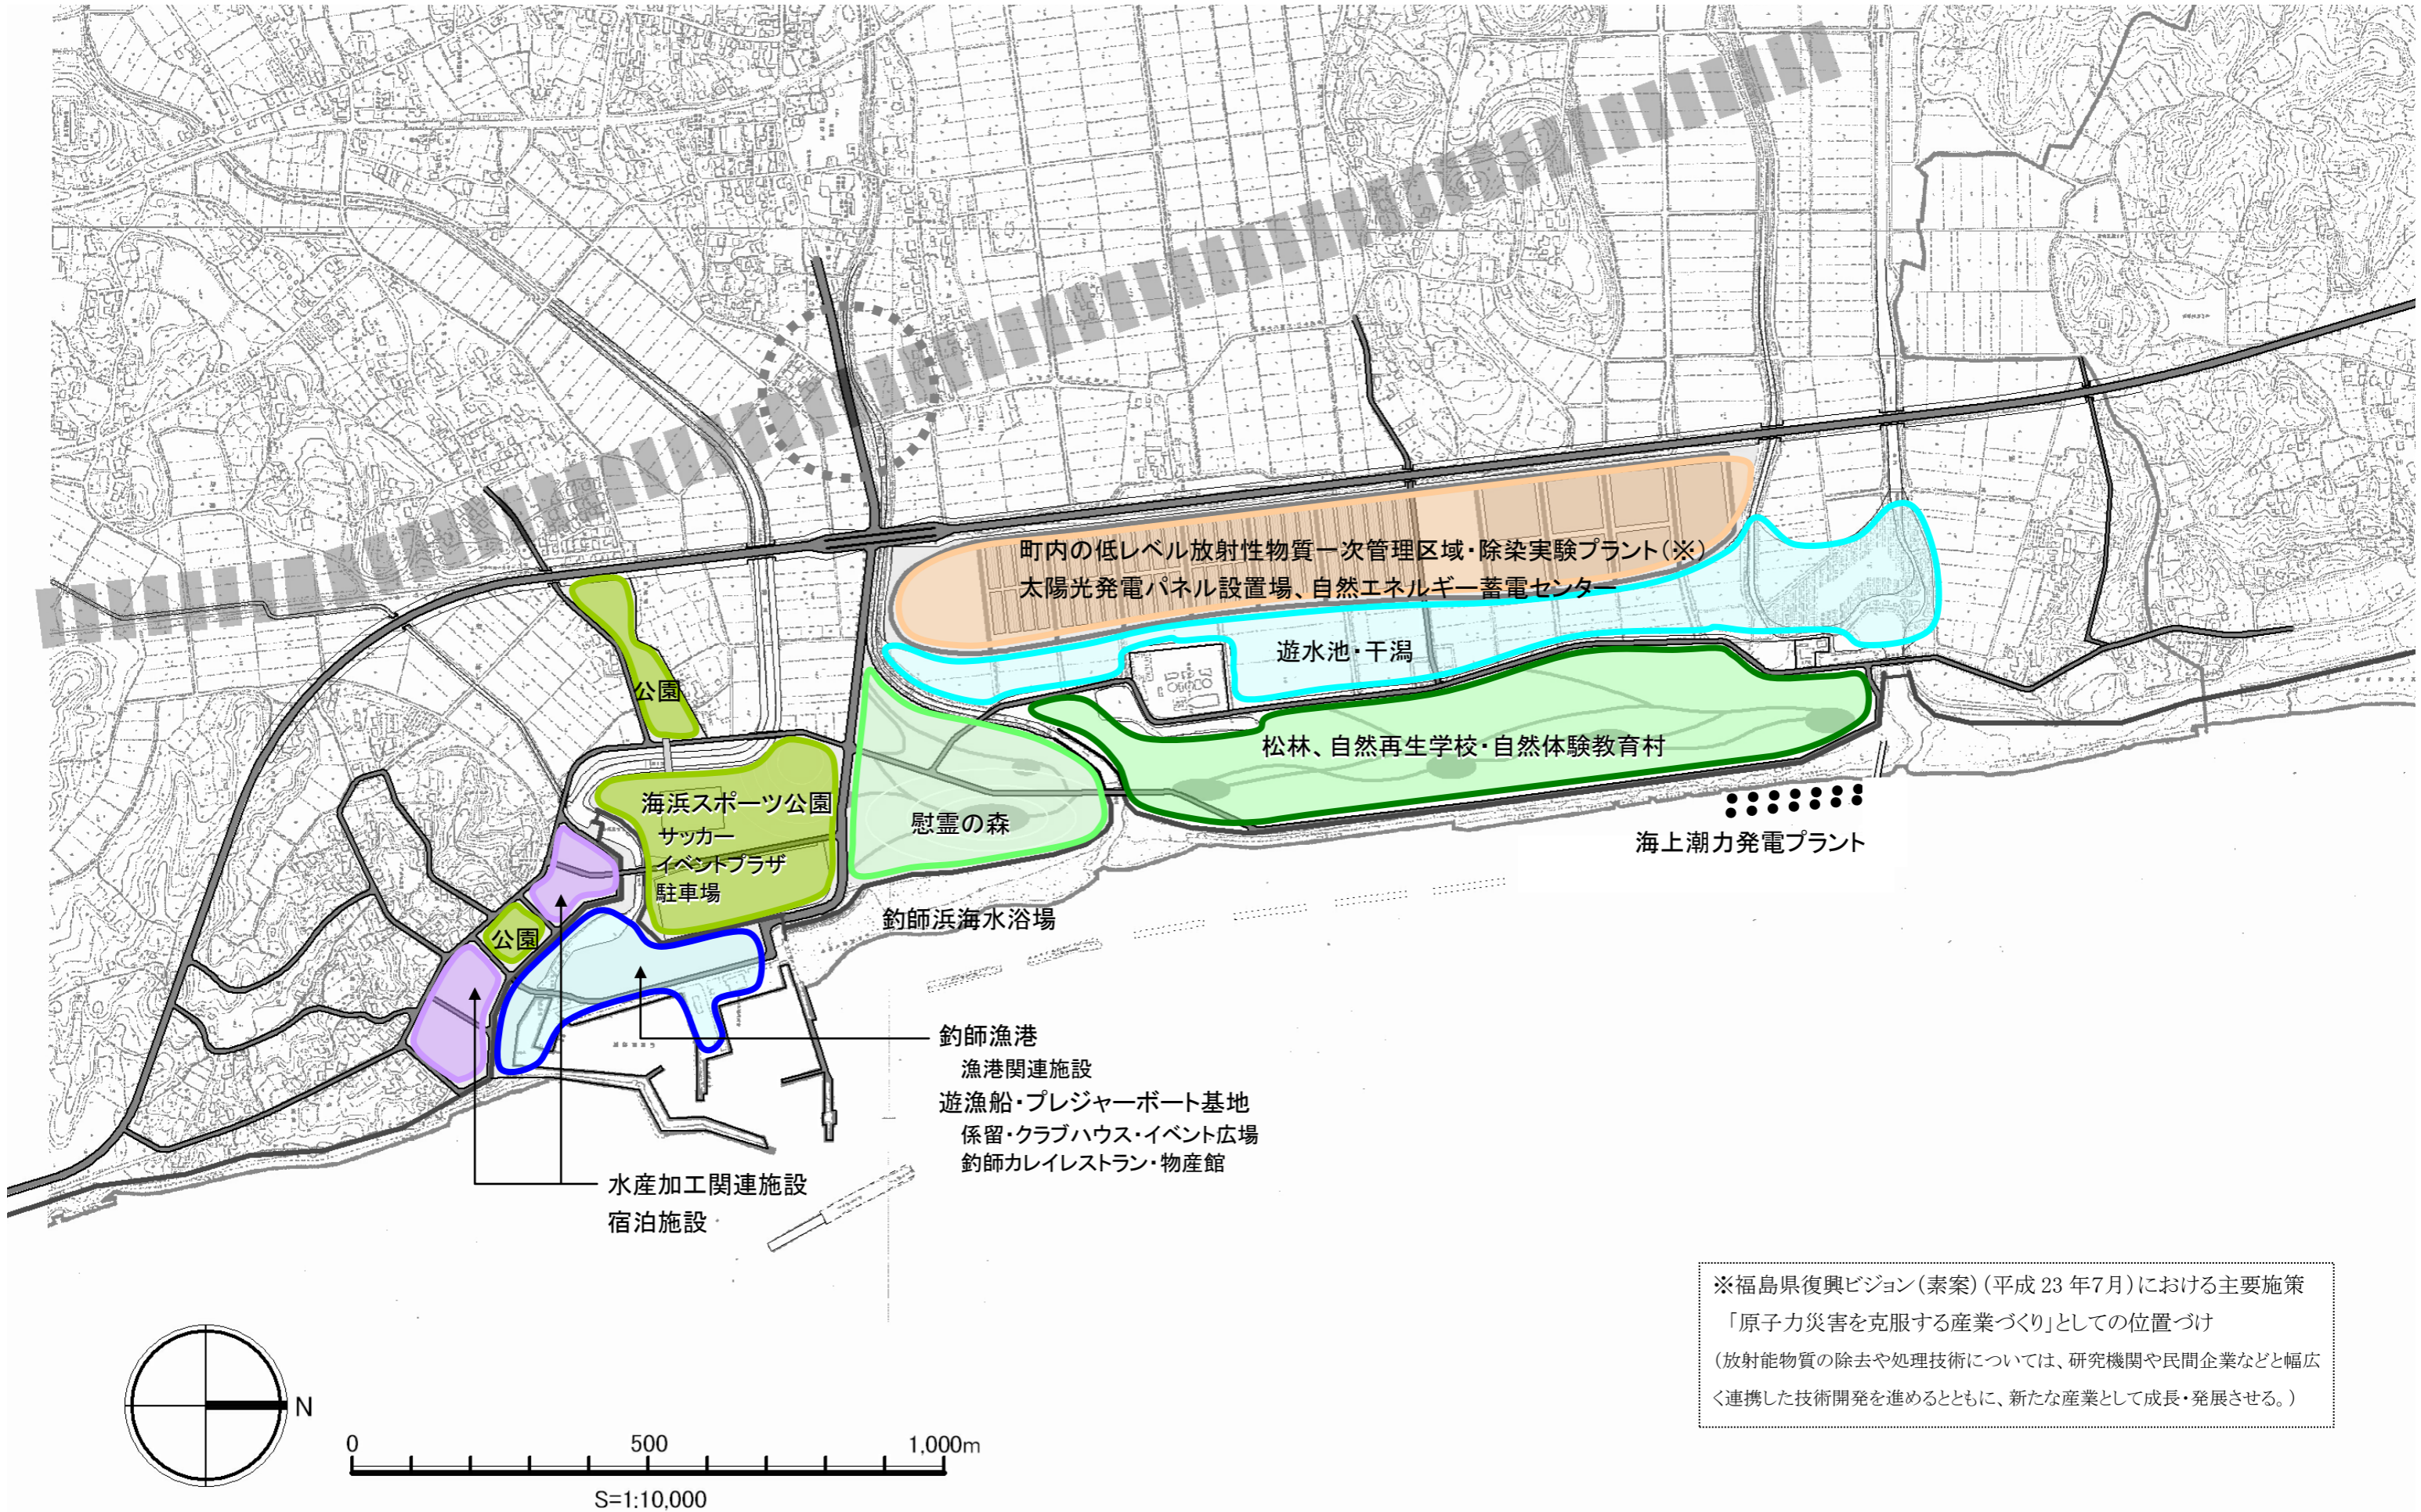 町内の低レベル放射性物質一次管理区域・除染実験プラント(※)
太陽光発電パネル設置場、自然エネルギー蓄電センター
遊水池・干潟
公園
松林、自然再生学校・自然体験教育村
海浜スポーツ公園
サッカー
イベントプラザ
駐車場
慰霊の森
海上潮力発電プラント
公園
釣師浜海水浴場
釣師漁港
漁港関連施設
遊漁船・プレジャーボート基地
係留・クラブハウス・イベント広場
釣師カレイレストラン・物産館
水産加工関連施設
宿泊施設
※福島県復興ビジョン(素案)(平成 23 年7月)における主要施策
「原子力災害を克服する産業づくり」としての位置づけ
(放射能物質の除去や処理技術については、研究機関や民間企業などと幅広
く連携した技術開発を進めるとともに、新たな産業として成長・発展させる。)
N
0 500 1,000m
S=1:10,000